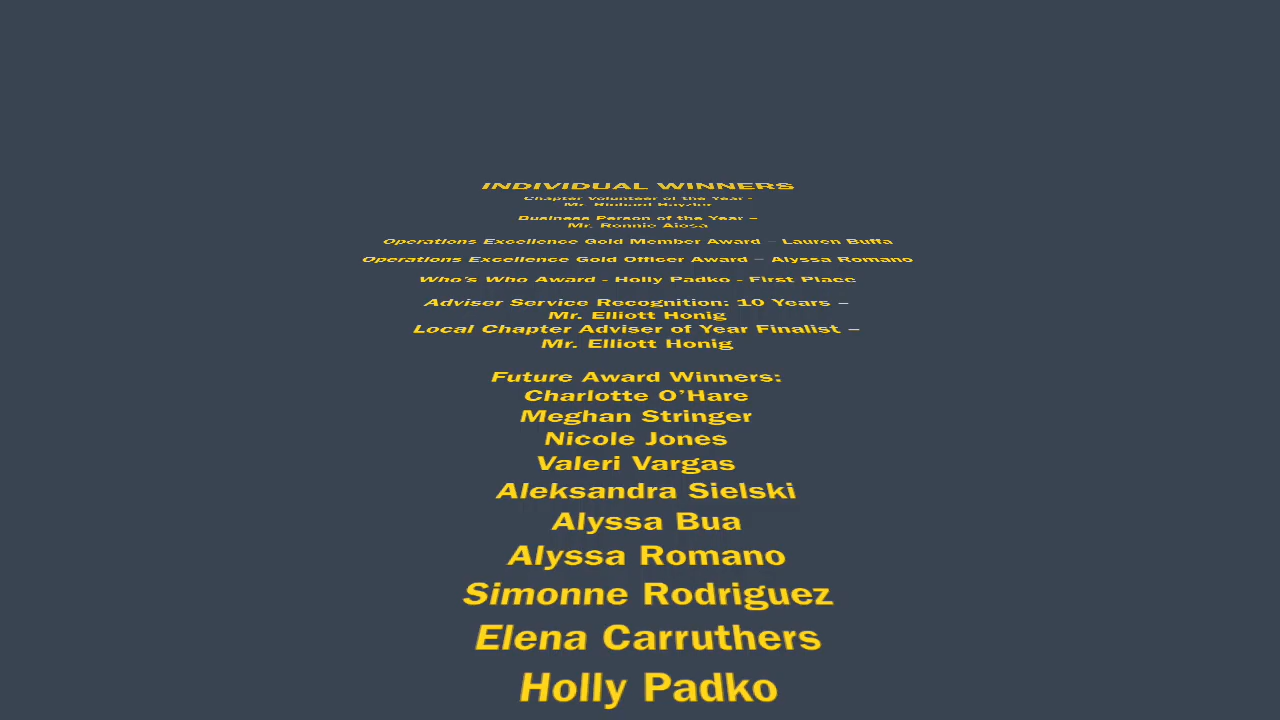 INDIVIDUAL WINNERS
Chapter Volunteer of the Year -
Mr. Richard
Business Person of the Year –
Mr. Ronnie Aiosa
Operations Excellence Gold Member Award – Lauren Buffa
Operations Excellence Gold Officer Award – Alyssa Romano
Who's Who Award - Holly Padko - First Place
Adviser Service Recognition: 10 Years –
Mr. Elliott Honig
Local Chapter Adviser of Year Finalist –
Mr. Elliott Honig
Future Award Winners:
Charlotte O’Hare
Meghan Stringer
Nicole Jones
Valeri Vargas
Aleksandra Sielski
Alyssa Bua
Alyssa Romano
Simonne Rodriguez
Elena Carruthers
Holly Padko